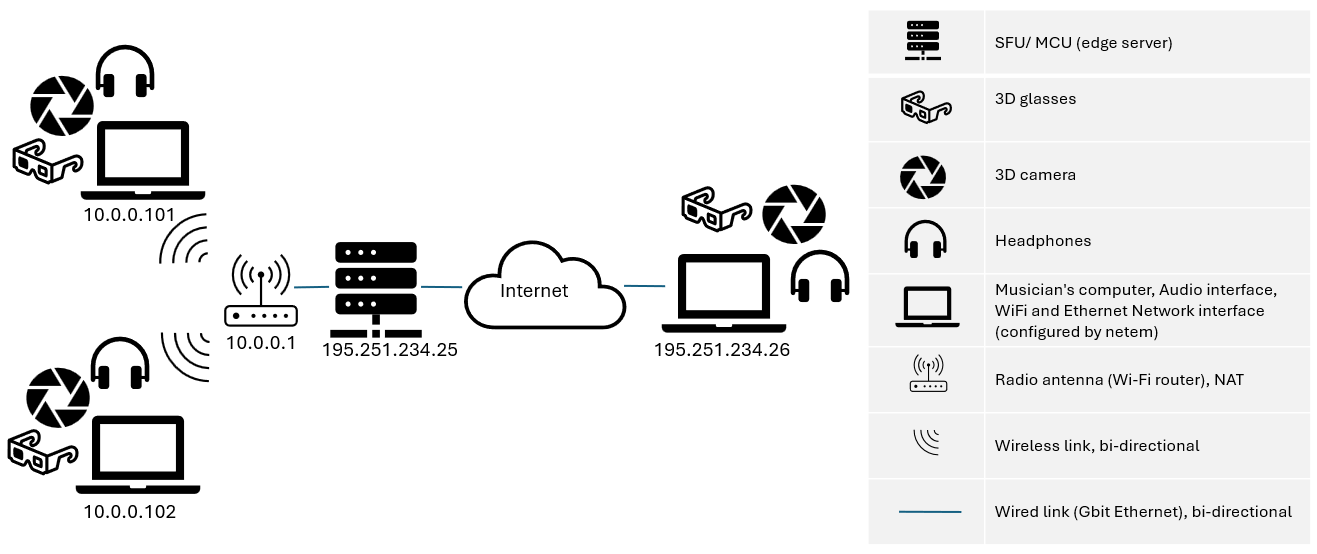 10.0.0.101
10.0.0.1
195.251.234.25
Internet
195.251.234.26
10.0.0.102
SFU/ MCU (edge server)
3D glasses
3D camera
Headphones
Musician's computer, Audio interface,
WiFi and Ethernet Network interface
(configured by netem)
Radio antenna (Wi-Fi router), NAT
Wireless link, bi-directional
Wired link (Gbit Ethernet), bi-directional